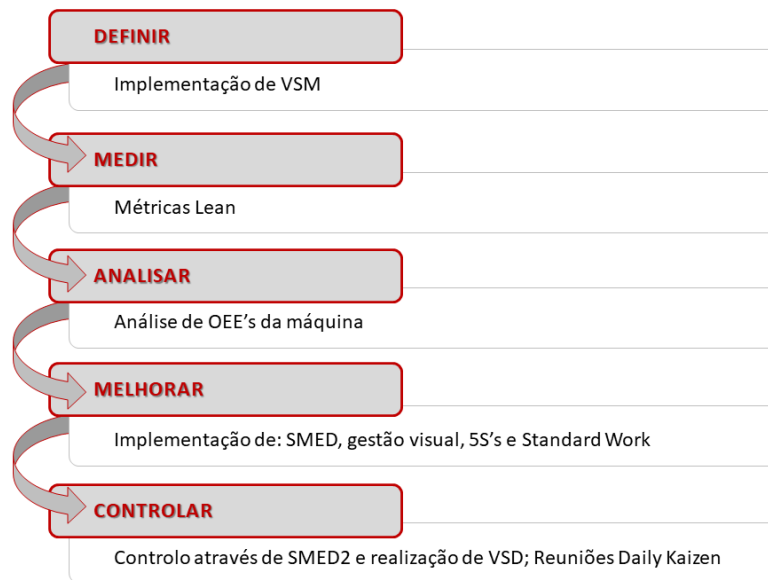 DEFINIR
Implementação de VSM
MEDIR
Métricas Lean
ANALISAR
Análise de OEE’s da máquina
MELHORAR
Implementação de: SMED, gestão visual, 5S’s e Standard Work
CONTROLAR
Controlo através de SMED2 e realização de VSD; Reuniões Daily Kaizen